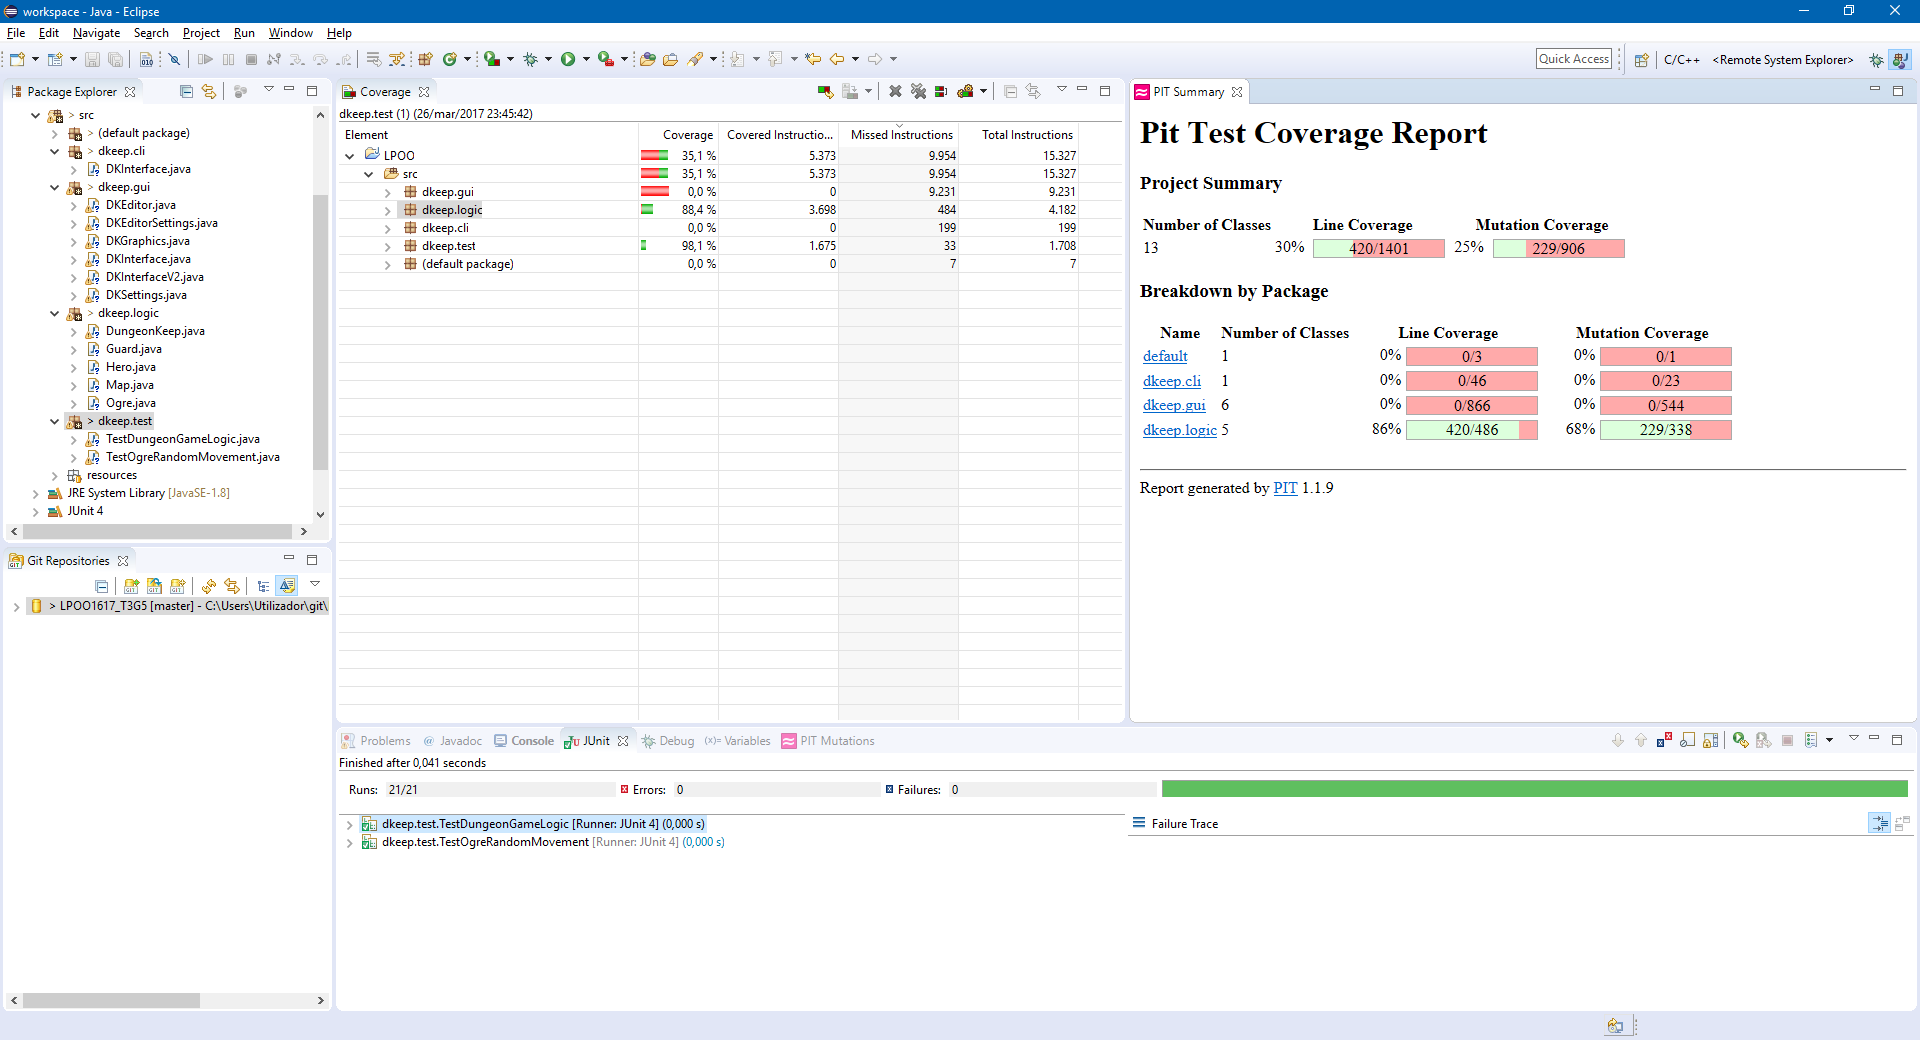 workspace - Java - Eclipse
File Edit Navigate Search Project Run Window Help
Quick Access C/C++ <Remote System Explorer>
Package Explorer
> src
> (default package)
dkeep.cli
DKInterface.java
> dkeep.gui
DKEditor.java
DKEditorSettings.java
DKGraphics.java
DKInterface.java
DKInterfaceV2.java
DKSettings.java
> dkeep.logic
DungeonKeep.java
Guard.java
Hero.java
Map.java
Ogre.java
> dkeep.test
TestDungeonGameLogic.java
TestOgreRandomMovement.java
resources
JRE System Library [JavaSE-1.8]
JUnit 4
Git Repositories
> LPOO1617_T3G5 [master] - C:\Users\Utilizador\git\
Coverage
dkeep.test (1) (26/mar/2017 23:45:42)
Element Coverage Covered Instructio... Missed Instructions Total Instructions
LPOO 35,1 % 5.373 9.954 15.327
src 35,1 % 5.373 9.954 15.327
dkeep.gui 0,0 % 0 9.231 9.231
dkeep.logic 88,4 % 3.698 484 4.182
dkeep.cli 0,0 % 0 199 199
dkeep.test 98,1 % 1.675 33 1.708
(default package) 0,0 % 0 7 7
PIT Summary
Pit Test Coverage Report
Project Summary
Number of Classes Line Coverage Mutation Coverage
13 30% 420/1401 25% 229/906
Breakdown by Package
Name Number of Classes Line Coverage Mutation Coverage
default 1 0% 0/3 0% 0/1
dkeep.cli 1 0% 0/46 0% 0/23
dkeep.gui 6 0% 0/866 0% 0/544
dkeep.logic 5 86% 420/486 68% 229/338
Report generated by PIT 1.1.9
Problems @ Javadoc Console JUnit Debug (x)= Variables PIT Mutations
Finished after 0,041 seconds
Runs: 21/21 Errors: 0 Failures: 0
dkeep.test.TestDungeonGameLogic [Runner: JUnit 4] (0,000 s)
dkeep.test.TestOgreRandomMovement [Runner: JUnit 4] (0,000 s)
Failure Trace